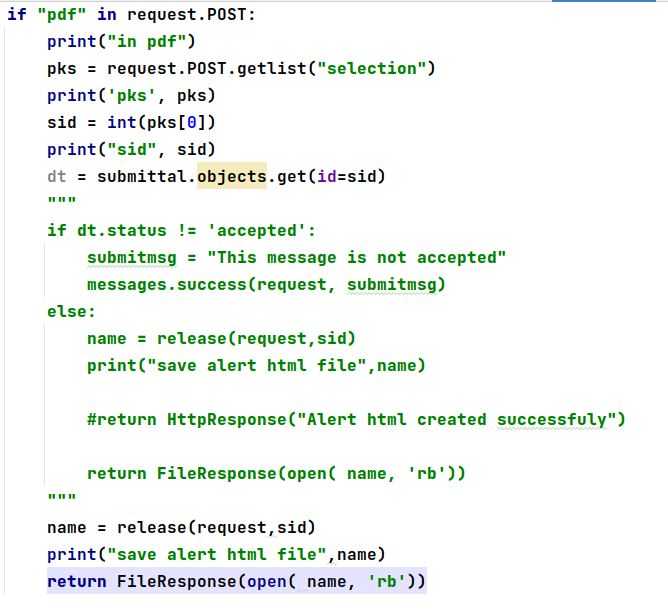 if "pdf" in request.POST:
    print("in pdf")
    pks = request.POST.getlist("selection")
    print('pks', pks)
    sid = int(pks[0])
    print("sid", sid)
    dt = submittal.objects.get(id=sid)
    """
    if dt.status != 'accepted':
        submitmsg = "This message is not accepted"
        messages.success(request, submitmsg)
    else:
        name = release(request,sid)
        print("save alert html file",name)
        #return HttpResponse("Alert html created successfuly")
        return FileResponse(open( name, 'rb'))
    """
    name = release(request,sid)
    print("save alert html file",name)
    return FileResponse(open( name, 'rb'))